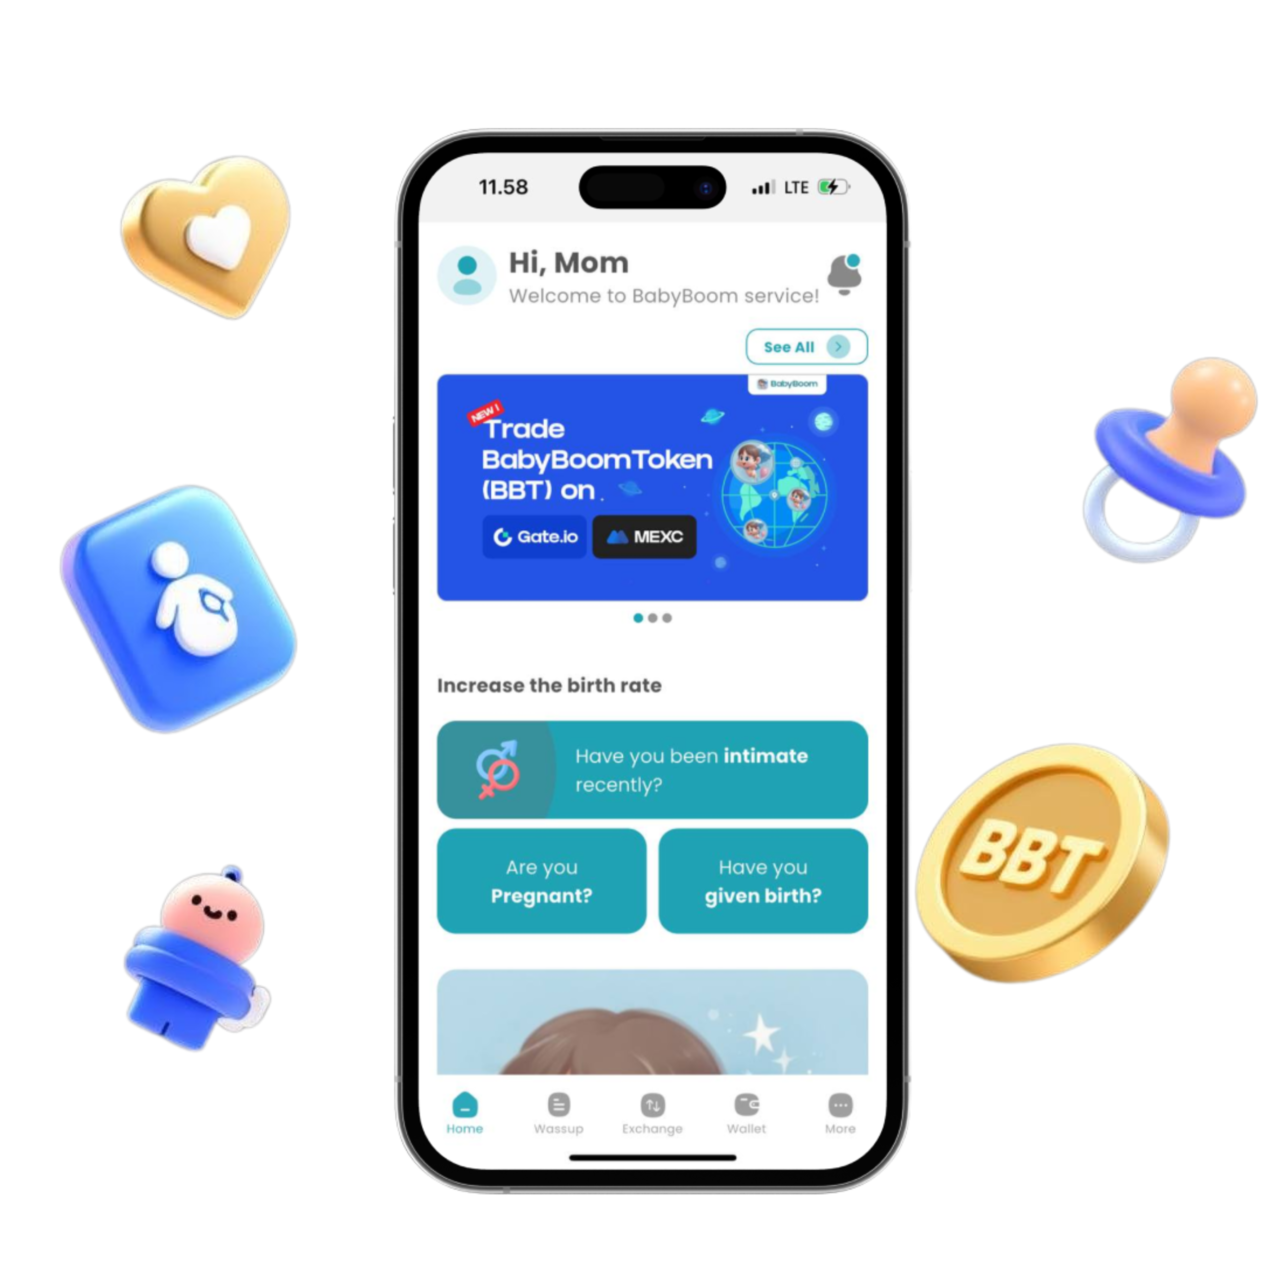 11.58
LTE
Hi, Mom
Welcome to BabyBoom service!
See All
BabyBoom
NEW !
Trade
BabyBoomToken
(BBT) on
Gate.io
MEXC
Increase the birth rate
Have you been intimate
recently?
Are you
Pregnant?
Have you
given birth?
BBT
Home
Wassup
Exchange
Wallet
More